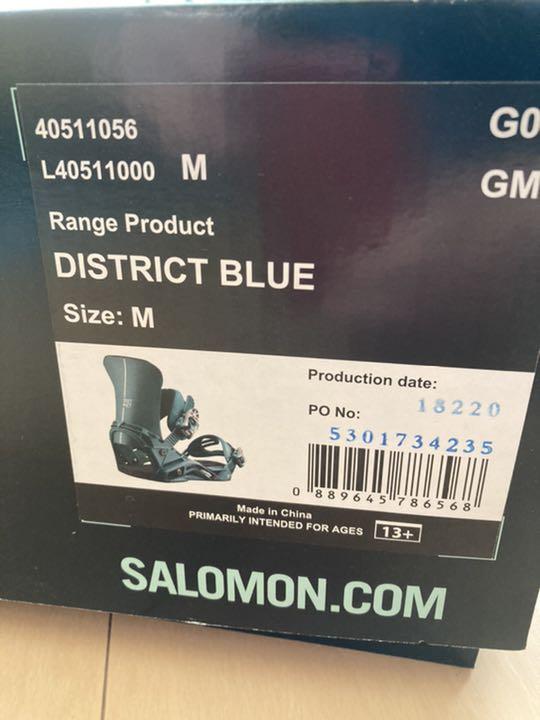 40511056
G0
L40511000 M
GM
Range Product
DISTRICT BLUE
Size: M
Production date:
18220
PO No:
5301734235
0 889645 786568
Made in China
PRIMARILY INTENDED FOR AGES 13+
SALOMON.COM